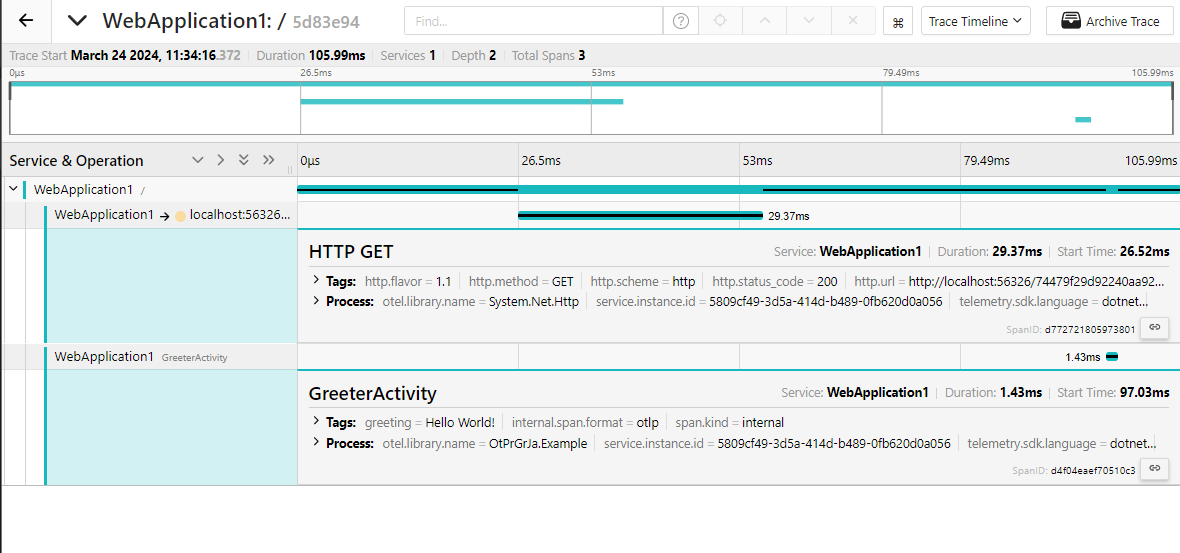 WebApplication1: / 5d83e94
Find...
?
⌘
Trace Timeline
Archive Trace
Trace Start March 24 2024, 11:34:16.372 Duration 105.99ms Services 1 Depth 2 Total Spans 3
0μs 26.5ms 53ms 79.49ms 105.99ms
Service & Operation 0μs 26.5ms 53ms 79.49ms 105.99ms
WebApplication1 /
WebApplication1 → localhost:56326... 29.37ms
HTTP GET Service: WebApplication1 Duration: 29.37ms Start Time: 26.52ms
Tags: http.flavor = 1.1 http.method = GET http.scheme = http http.status_code = 200 http.url = http://localhost:56326/74479f29d92240aa92...
Process: otel.library.name = System.Net.Http service.instance.id = 5809cf49-3d5a-414d-b489-0fb620d0a056 telemetry.sdk.language = dotnet...
SpanID: d772721805973801
WebApplication1 GreeterActivity 1.43ms
GreeterActivity Service: WebApplication1 Duration: 1.43ms Start Time: 97.03ms
Tags: greeting = Hello World! internal.span.format = otlp span.kind = internal
Process: otel.library.name = OtPrGrJa.Example service.instance.id = 5809cf49-3d5a-414d-b489-0fb620d0a056 telemetry.sdk.language = dotnet...
SpanID: d4f04eaef70510c3